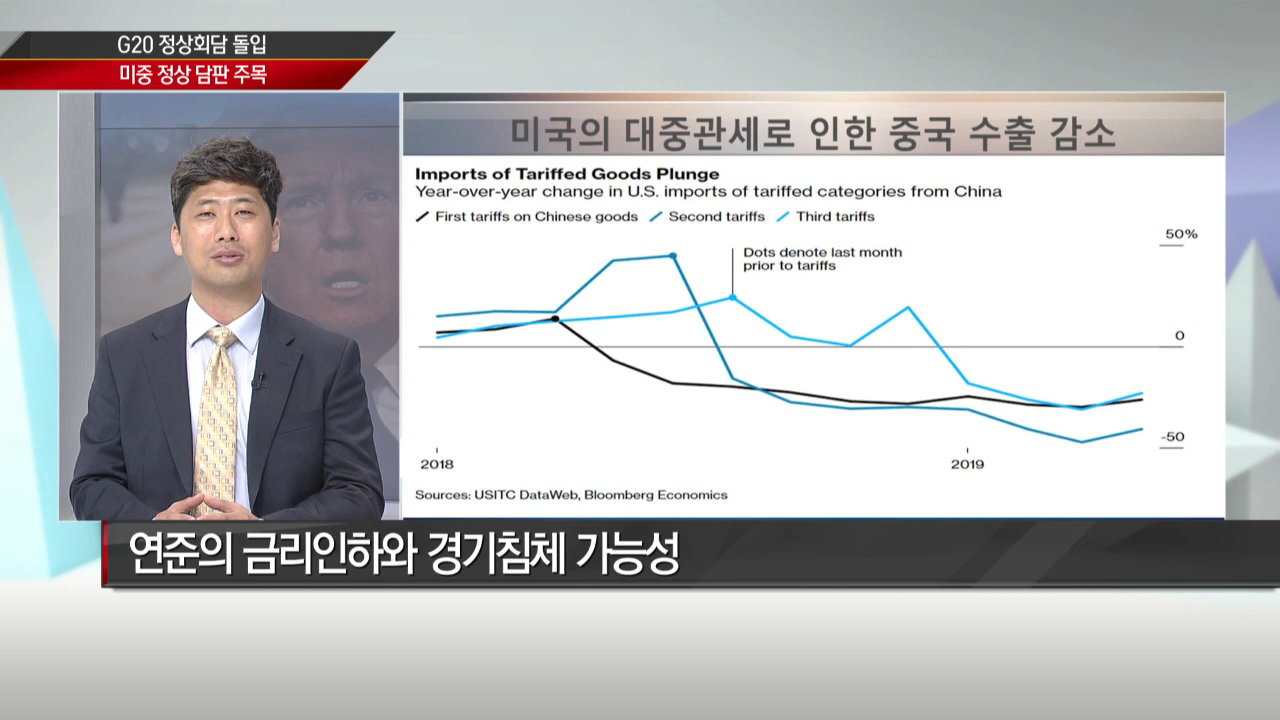 G20 정상회담 돌입
미중 정상 담판 주목
미국의 대중관세로 인한 중국 수출 감소
Imports of Tariffed Goods Plunge
Year-over-year change in U.S. imports of tariffed categories from China
First tariffs on Chinese goods Second tariffs Third tariffs
50%
Dots denote last month
prior to tariffs
0
-50
2018 2019
Sources: USITC DataWeb, Bloomberg Economics
연준의 금리인하와 경기침체 가능성